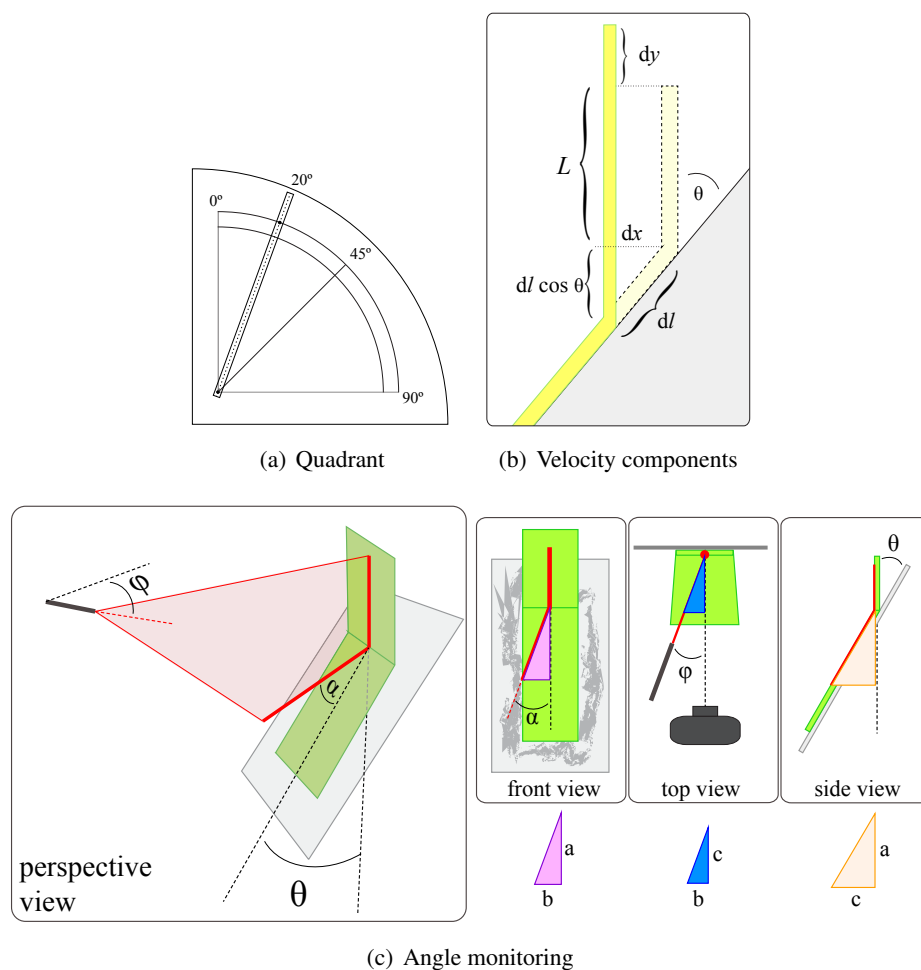 0º
20º
45º
90º
(a) Quadrant
dy
L
θ
dx
dl cos θ
dl
(b) Velocity components
φ
α
θ
perspective
view
α
front view
φ
top view
θ
side view
a
b
c
b
a
c
(c) Angle monitoring